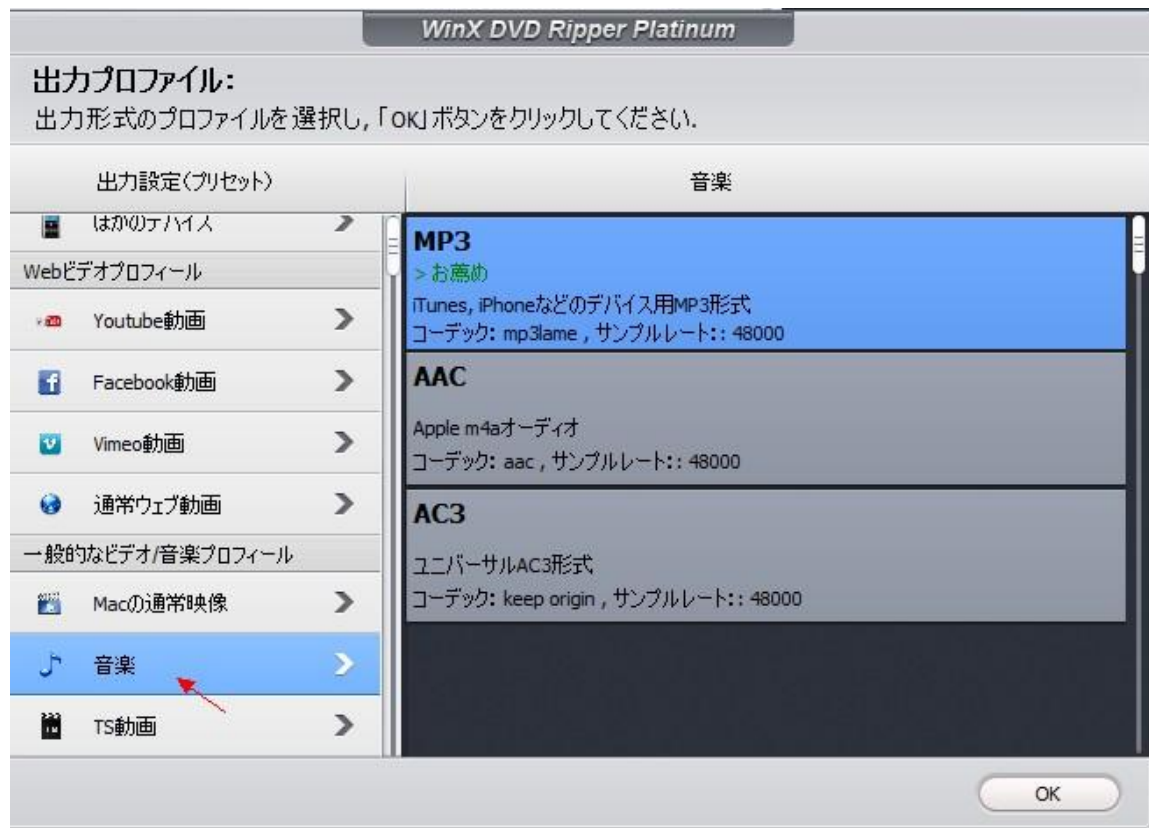 WinX DVD Ripper Platinum
出力プロファイル:
出力形式のプロファイルを選択し,「OK」ボタンをクリックしてください.
出力設定(プリセット)
音楽
ほかのデバイス
Webビデオプロフィール
Youtube動画
Facebook動画
Vimeo動画
通常ウェブ動画
一般的なビデオ/音楽プロフィール
Macの通常映像
音楽
TS動画
MP3
>お薦め
iTunes, iPhoneなどのデバイス用MP3形式
コーデック: mp3lame , サンプルレート:: 48000
AAC
Apple m4aオーディオ
コーデック: aac , サンプルレート:: 48000
AC3
ユニバーサルAC3形式
コーデック: keep origin , サンプルレート:: 48000
OK